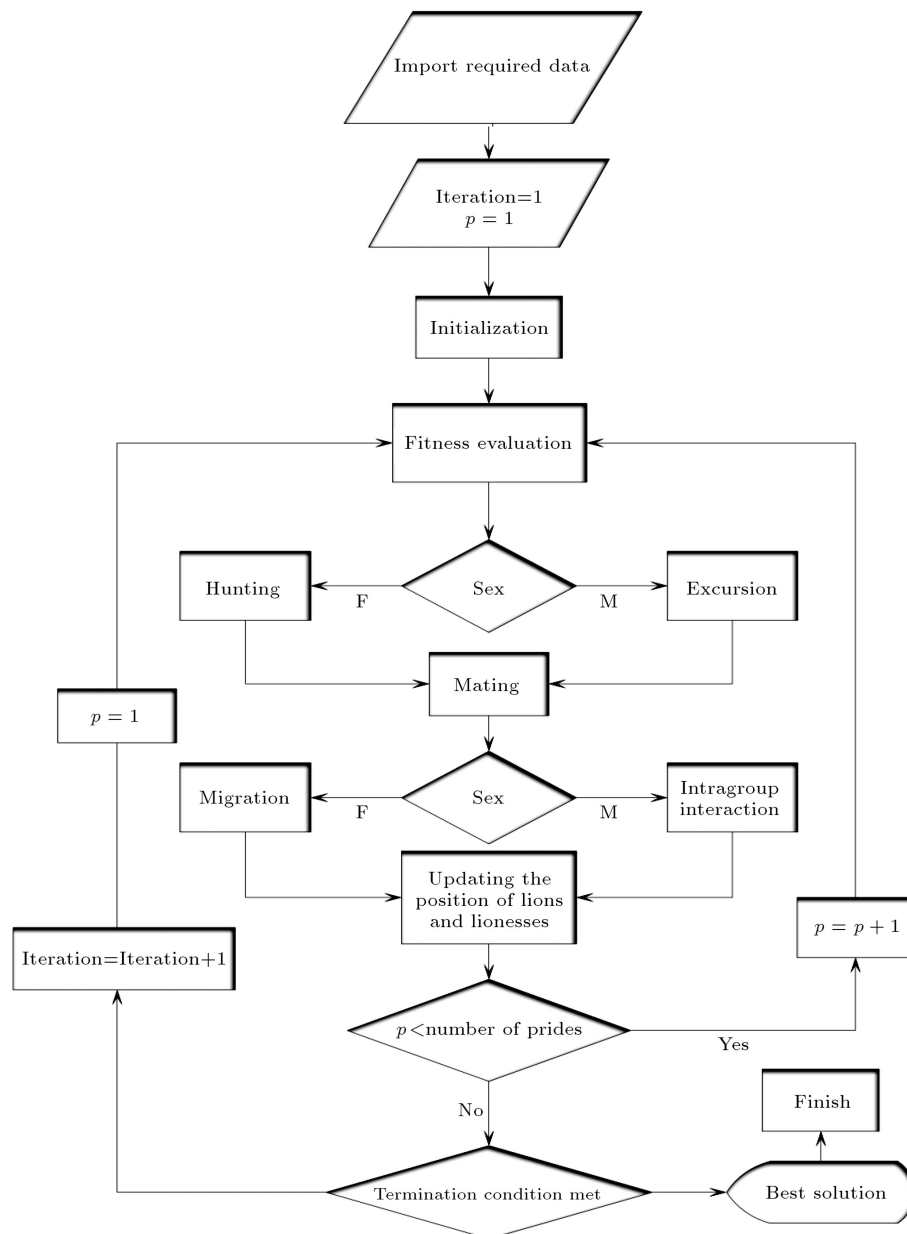 Import required data
Iteration=1
p = 1
Initialization
Fitness evaluation
Hunting
F
Sex
M
Excursion
Mating
p = 1
Migration
F
Sex
M
Intragroup
interaction
Updating the
position of lions
and lionesses
p = p + 1
Iteration=Iteration+1
p<number of prides
Yes
No
Finish
Termination condition met
Best solution